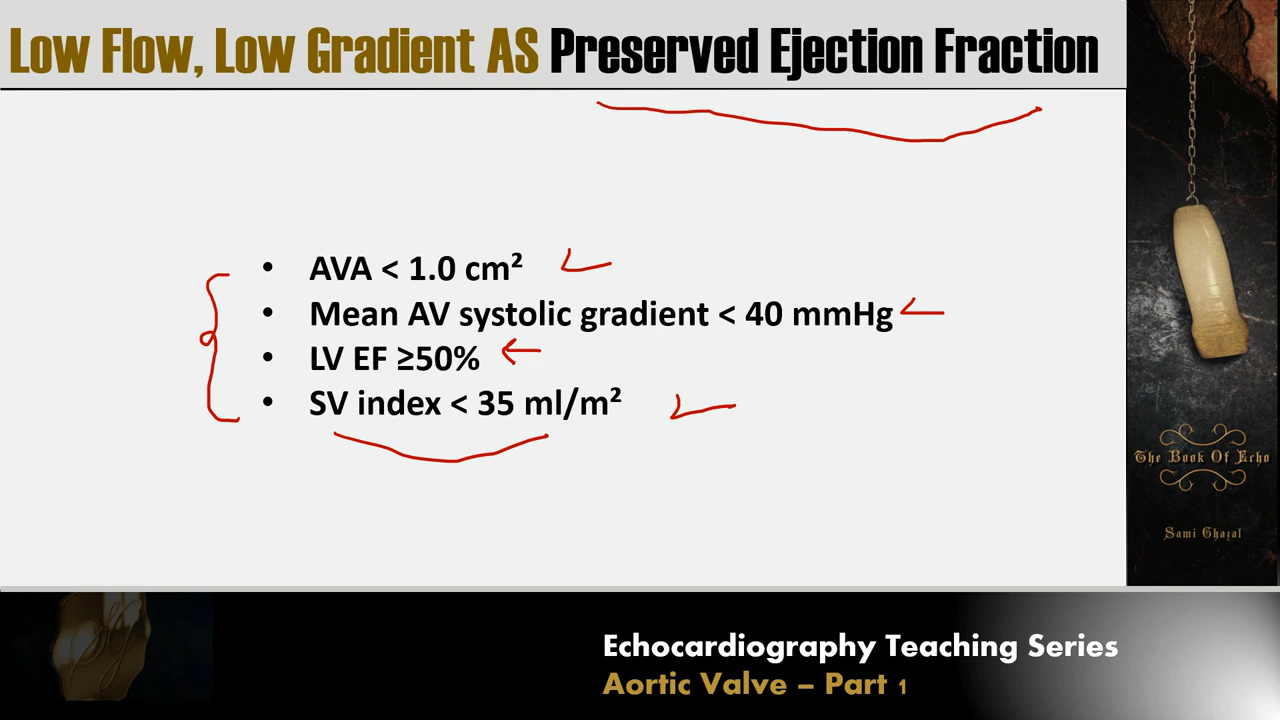 Low Flow, Low Gradient AS Preserved Ejection Fraction
• AVA < 1.0 cm²
• Mean AV systolic gradient < 40 mmHg
• LV EF ≥50%
• SV index < 35 ml/m²
The Book Of Echo
Sami Ghazal
Echocardiography Teaching Series
Aortic Valve – Part 1